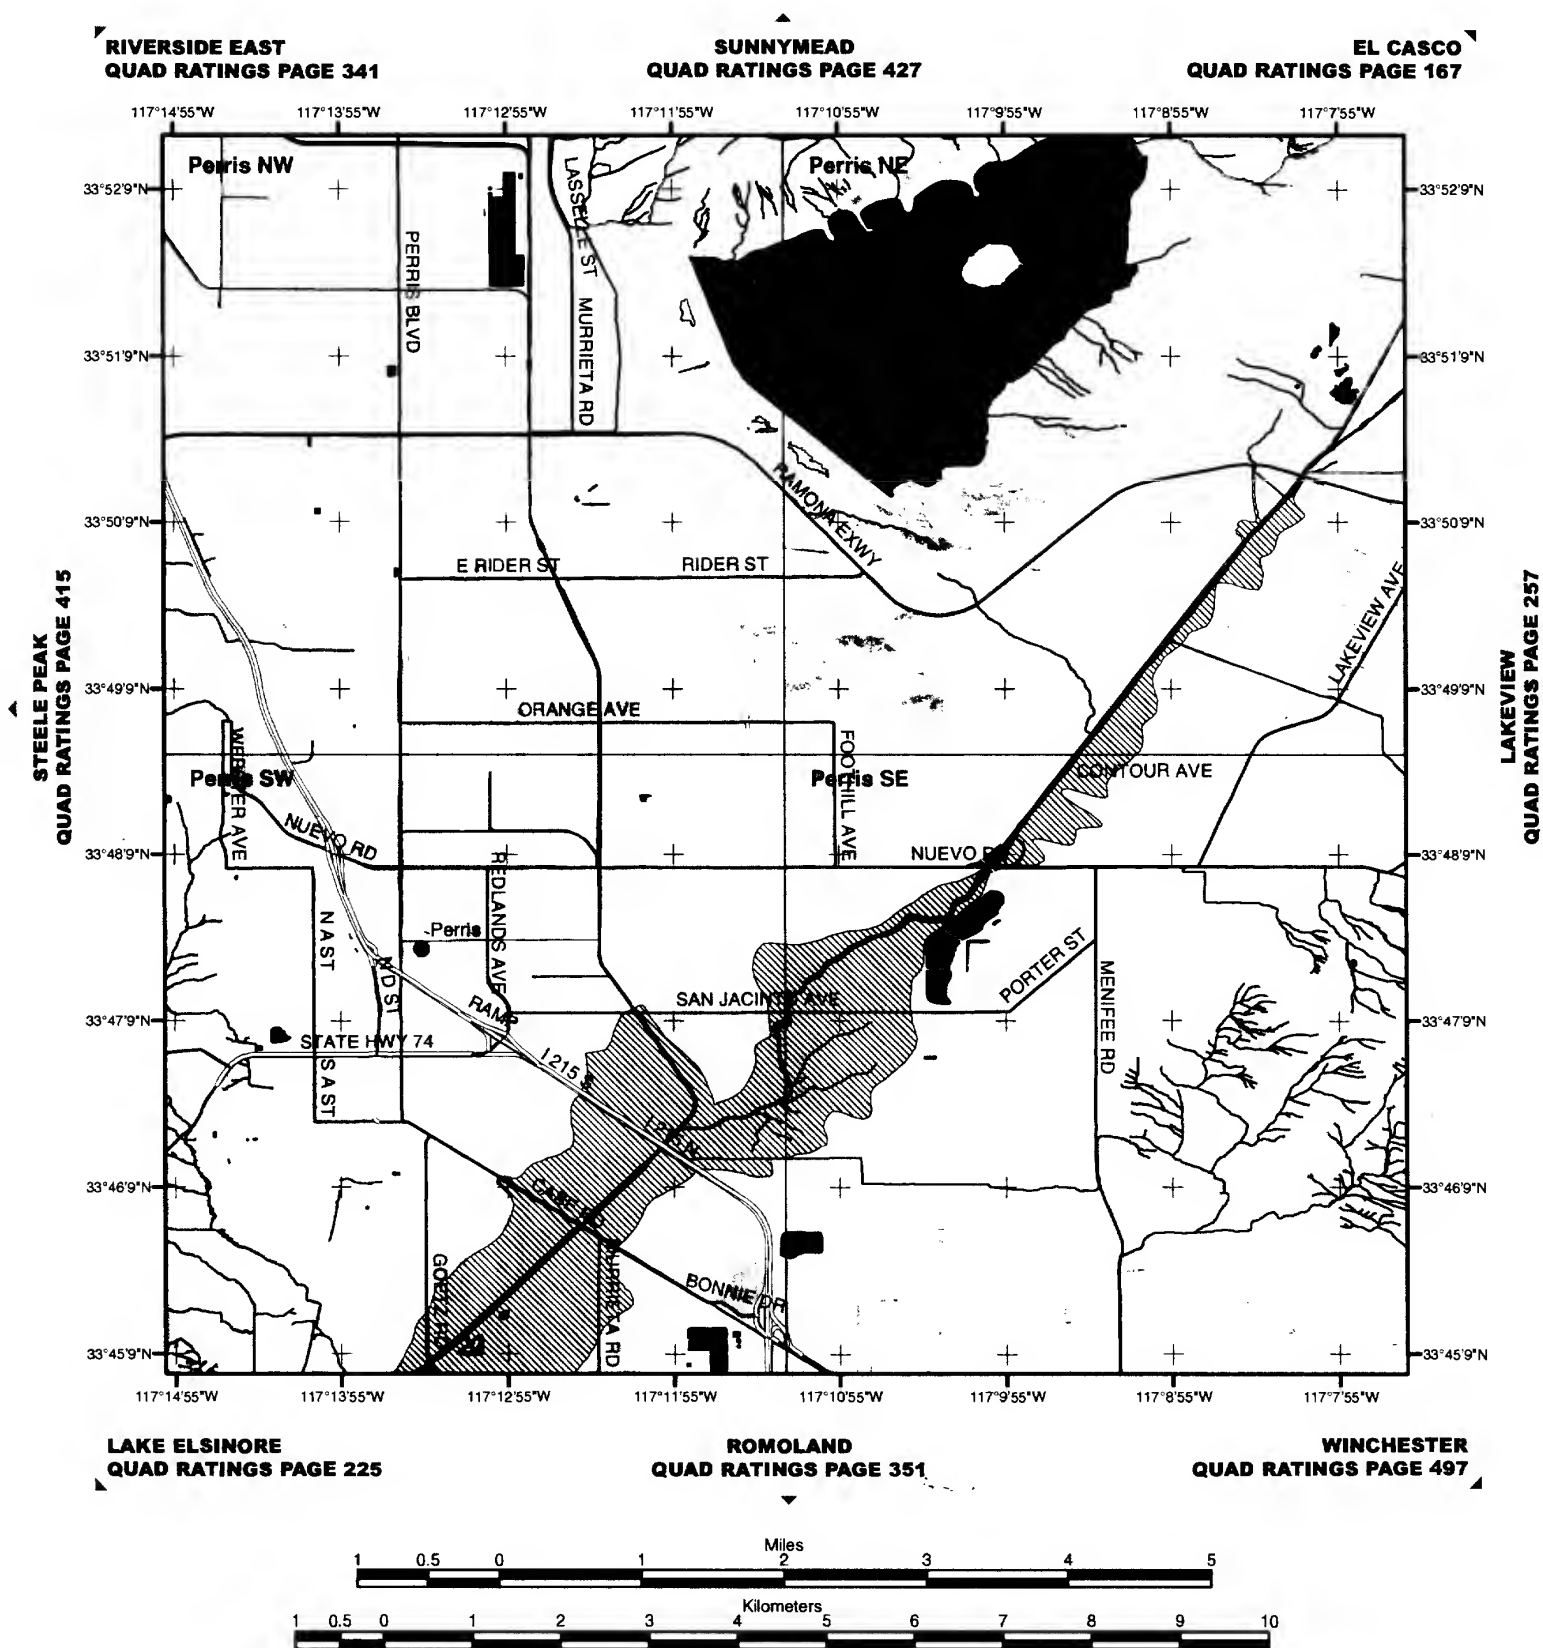 RIVERSIDE EAST
QUAD RATINGS PAGE 341
SUNNYMEAD
QUAD RATINGS PAGE 427
EL CASCO
QUAD RATINGS PAGE 167
117°14'55"W 117°13'55"W 117°12'55"W 117°11'55"W 117°10'55"W 117°9'55"W 117°8'55"W 117°7'55"W
Perris NW
Perris NE
33°52'9"N
33°52'9"N
LASSELLE ST
PERRIS BLVD
MURRIETA RD
33°51'9"N
33°51'9"N
RAMONA EXWY
33°50'9"N
33°50'9"N
E RIDER ST
RIDER ST
LAKEVIEW AVE
STEELE PEAK
QUAD RATINGS PAGE 415
LAKEVIEW
QUAD RATINGS PAGE 257
33°49'9"N
33°49'9"N
ORANGE AVE
WEBSTER AVE
FOOTHILL AVE
CONTOUR AVE
Perris SW
Perris SE
NUEVO RD
NUEVO RD
33°48'9"N
33°48'9"N
REDLANDS AVE
N A ST
Perris
N D ST
PORTER ST
MENIFEE RD
SAN JACINTO AVE
RAMP
33°47'9"N
33°47'9"N
STATE HWY 74
I 215 S
S A ST
I 215 N
33°46'9"N
33°46'9"N
CASE RD
GOETZ RD
MURRIETA RD
BONNIE DR
33°45'9"N
33°45'9"N
117°14'55"W 117°13'55"W 117°12'55"W 117°11'55"W 117°10'55"W 117°9'55"W 117°8'55"W 117°7'55"W
LAKE ELSINORE
QUAD RATINGS PAGE 225
ROMOLAND
QUAD RATINGS PAGE 351
WINCHESTER
QUAD RATINGS PAGE 497
Miles
1 0.5 0 1 2 3 4 5
Kilometers
1 0.5 0 1 2 3 4 5 6 7 8 9 10